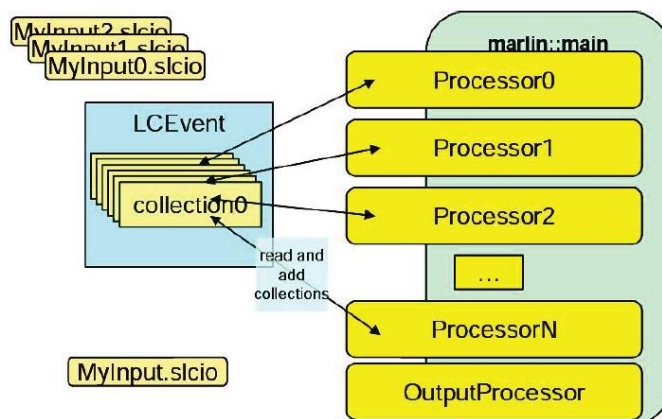 MyInput2.slcio
MyInput1.slcio
MyInput0.slcio
marlin::main
Processor0
LCEvent
Processor1
collection0
Processor2
read and
add
collections
...
ProcessorN
MyInput.slcio
OutputProcessor